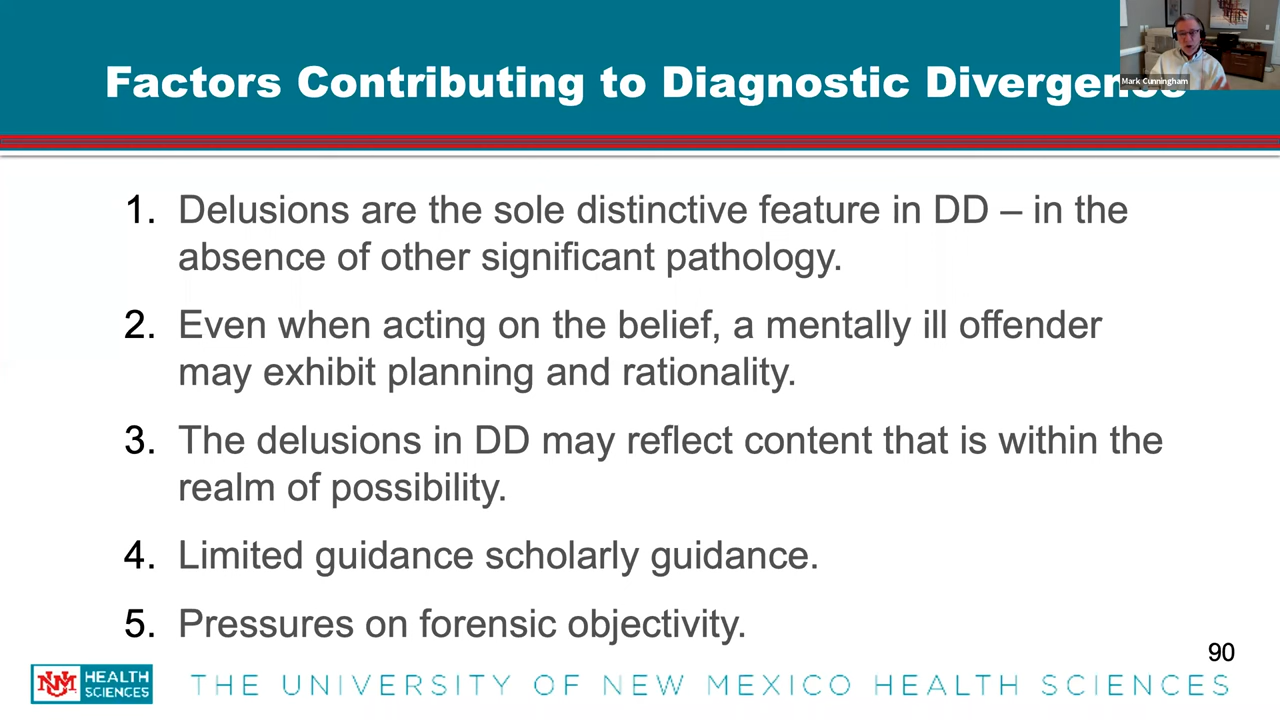 Factors Contributing to Diagnostic Divergence
Mark Cunningham
1. Delusions are the sole distinctive feature in DD – in the
absence of other significant pathology.
2. Even when acting on the belief, a mentally ill offender
may exhibit planning and rationality.
3. The delusions in DD may reflect content that is within the
realm of possibility.
4. Limited guidance scholarly guidance.
5. Pressures on forensic objectivity.
90
UNM HEALTH
SCIENCES
THE UNIVERSITY OF NEW MEXICO HEALTH SCIENCES